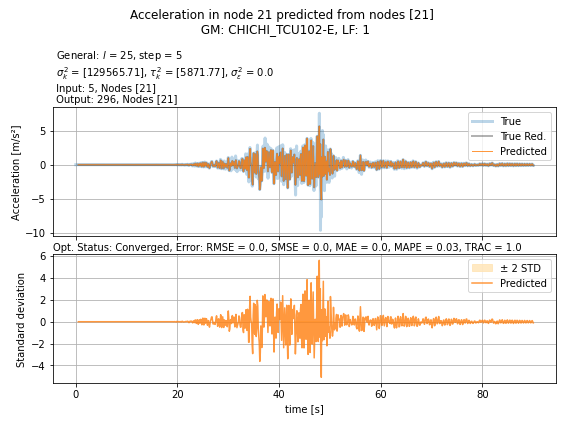 Acceleration in node 21 predicted from nodes [21]
GM: CHICHI_TCU102-E, LF: 1
General: l = 25, step = 5
σ²ₖ = [129565.71], τ²ₖ = [5871.77], σ²ε = 0.0
Input: 5, Nodes [21]
Output: 296, Nodes [21]
Acceleration [m/s²]
5
0
−5
−10
True
True Red.
Predicted
Opt. Status: Converged, Error: RMSE = 0.0, SMSE = 0.0, MAE = 0.0, MAPE = 0.03, TRAC = 1.0
Standard deviation
6
4
2
0
−2
−4
± 2 STD
Predicted
0 20 40 60 80
time [s]